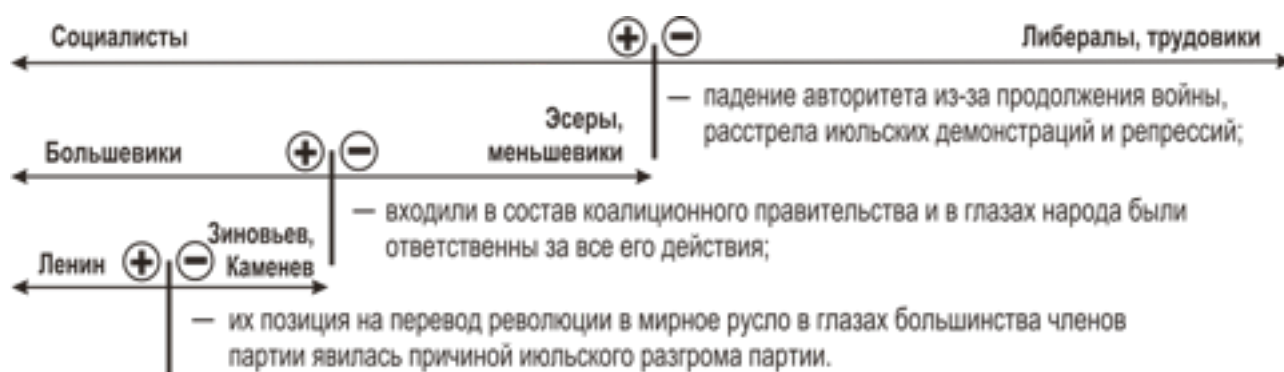 Социалисты + − Либералы, трудовики
— падение авторитета из-за продолжения войны,
расстрела июльских демонстраций и репрессий;
Большевики + − Эсеры,
меньшевики
— входили в состав коалиционного правительства и в глазах народа были
ответственны за все его действия;
Ленин + − Зиновьев,
Каменев
— их позиция на перевод революции в мирное русло в глазах большинства членов
партии явилась причиной июльского разгрома партии.